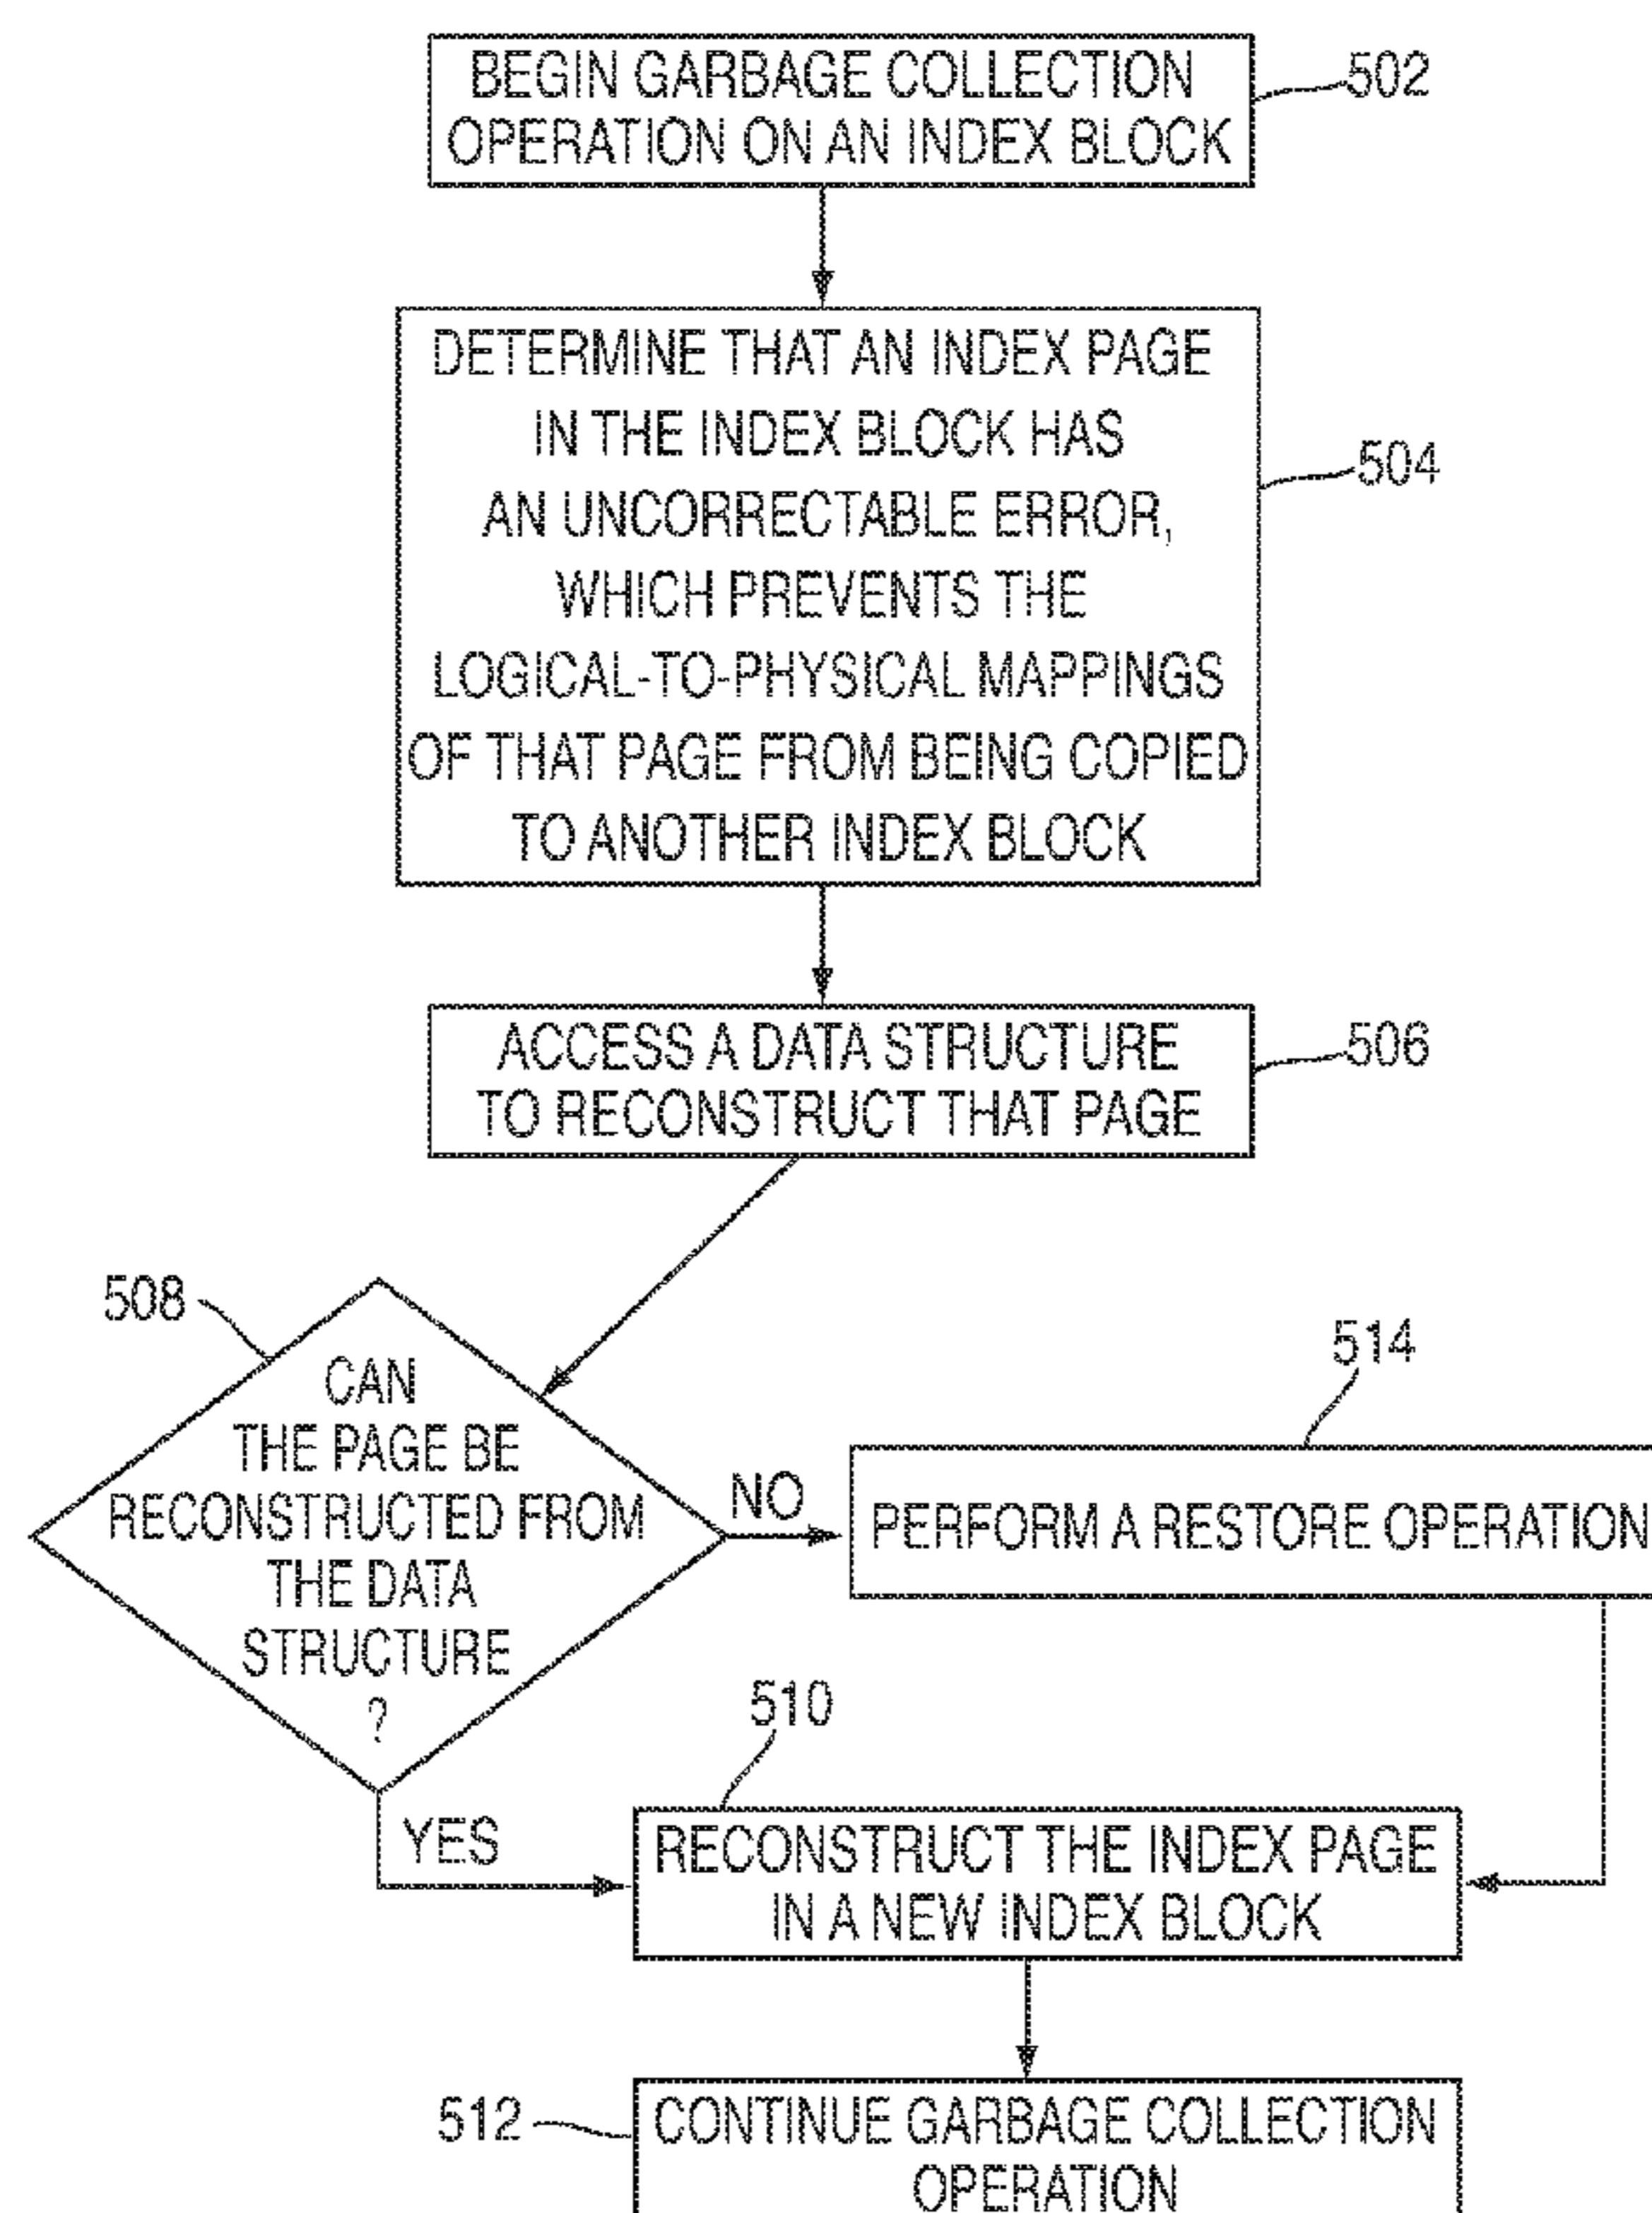 BEGIN GARBAGE COLLECTION
OPERATION ON AN INDEX BLOCK
502
DETERMINE THAT AN INDEX PAGE
IN THE INDEX BLOCK HAS
AN UNCORRECTABLE ERROR,
WHICH PREVENTS THE
LOGICAL-TO-PHYSICAL MAPPINGS
OF THAT PAGE FROM BEING COPIED
TO ANOTHER INDEX BLOCK
504
ACCESS A DATA STRUCTURE
TO RECONSTRUCT THAT PAGE
506
508
CAN
THE PAGE BE
RECONSTRUCTED FROM
THE DATA
STRUCTURE
?
NO
514
PERFORM A RESTORE OPERATION
YES
510
RECONSTRUCT THE INDEX PAGE
IN A NEW INDEX BLOCK
512
CONTINUE GARBAGE COLLECTION
OPERATION